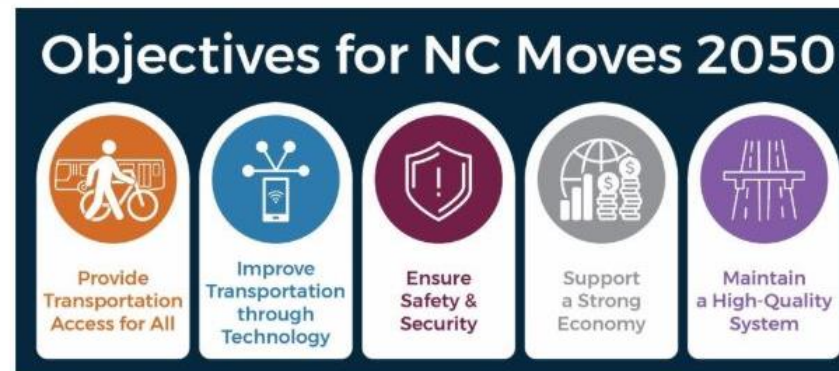 Objectives for NC Moves 2050
Provide
Transportation
Access for All
Improve
Transportation
through
Technology
Ensure
Safety &
Security
$
$
Support
a Strong
Economy
Maintain
a High-Quality
System